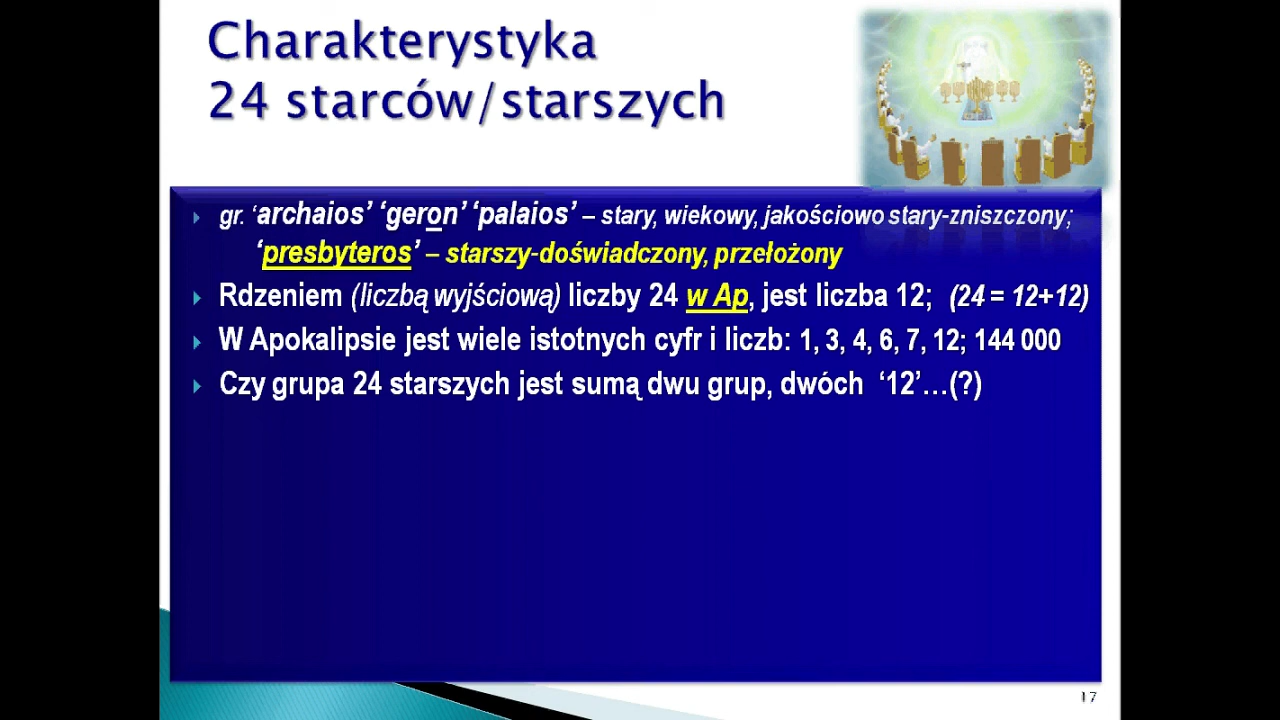 Charakterystyka
24 starców/starszych
gr. ‘archaios’ ‘geron’ ‘palaios’ – stary, wiekowy, jakościowo stary-zniszczony;
‘presbyteros’ – starszy-doświadczony, przełożony
Rdzeniem (liczbą wyjściową) liczby 24 w Ap, jest liczba 12; (24 = 12+12)
W Apokalipsie jest wiele istotnych cyfr i liczb: 1, 3, 4, 6, 7, 12; 144 000
Czy grupa 24 starszych jest sumą dwu grup, dwóch ‘12’…(?)
17